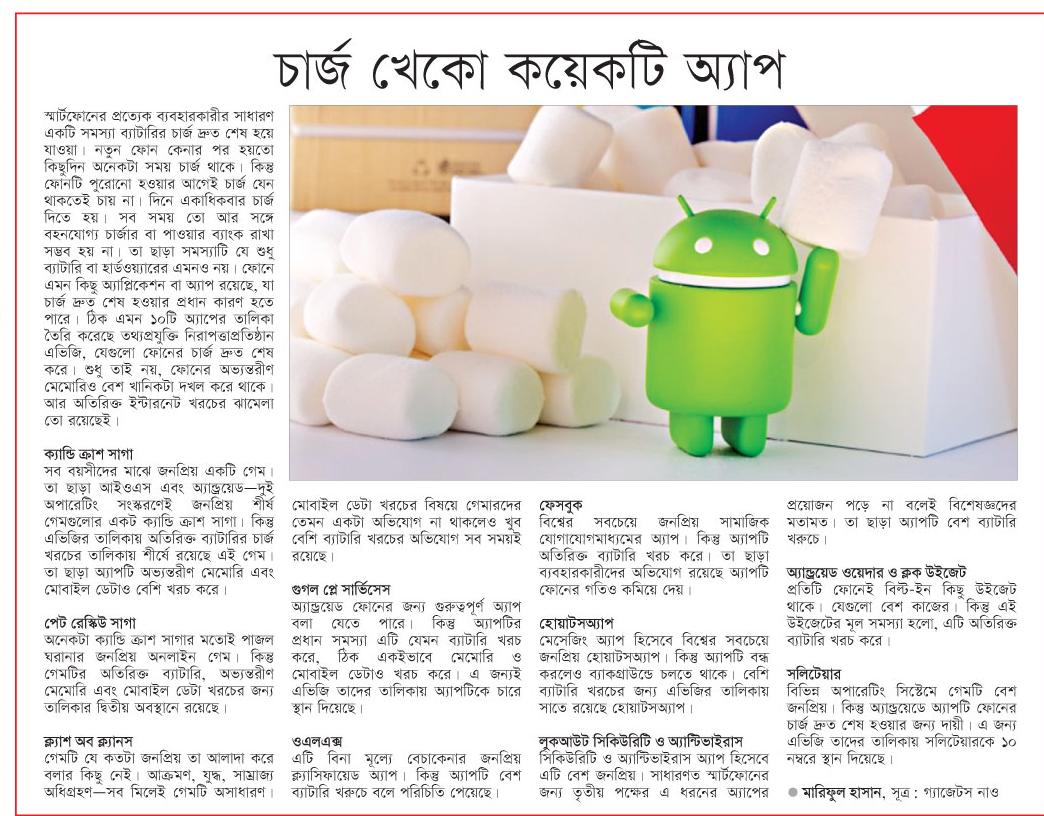 চার্জ খেকো কয়েকটি অ্যাপ
স্মার্টফোনের প্রত্যেক ব্যবহারকারীর সাধারণ
একটি সমস্যা ব্যাটারির চার্জ দ্রুত শেষ হয়ে
যাওয়া। নতুন ফোন কেনার পর হয়তো
কিছুদিন অনেকটা সময় চার্জ থাকে। কিন্তু
ফোনটি পুরোনো হওয়ার আগেই চার্জ যেন
থাকতেই চায় না। দিনে একাধিকবার চার্জ
দিতে হয়। সব সময় তো আর সঙ্গে
বহনযোগ্য চার্জার বা পাওয়ার ব্যাংক রাখা
সম্ভব হয় না। তা ছাড়া সমস্যাটি যে শুধু
ব্যাটারি বা হার্ডওয়্যারের এমনও নয়। ফোনে
এমন কিছু অ্যাপ্লিকেশন বা অ্যাপ রয়েছে, যা
চার্জ দ্রুত শেষ হওয়ার প্রধান কারণ হতে
পারে। ঠিক এমন ১০টি অ্যাপের তালিকা
তৈরি করেছে তথ্যপ্রযুক্তি নিরাপত্তাপ্রতিষ্ঠান
এভিজি, যেগুলো ফোনের চার্জ দ্রুত শেষ
করে। শুধু তাই নয়, ফোনের অভ্যন্তরীণ
মেমোরিও বেশ খানিকটা দখল করে থাকে।
আর অতিরিক্ত ইন্টারনেট খরচের ঝামেলা
তো রয়েছেই।
ক্যান্ডি ক্রাশ সাগা
সব বয়সীদের মাঝে জনপ্রিয় একটি গেম।
তা ছাড়া আইওএস এবং অ্যান্ড্রয়েড—দুই
অপারেটিং সংস্করণেই জনপ্রিয় শীর্ষ
গেমগুলোর একট ক্যান্ডি ক্রাশ সাগা। কিন্তু
এভিজির তালিকায় অতিরিক্ত ব্যাটারির চার্জ
খরচের তালিকায় শীর্ষে রয়েছে এই গেম।
তা ছাড়া অ্যাপটি অভ্যন্তরীণ মেমোরি এবং
মোবাইল ডেটাও বেশি খরচ করে।
পেট রেস্কিউ সাগা
অনেকটা ক্যান্ডি ক্রাশ সাগার মতোই পাজল
ঘরানার জনপ্রিয় অনলাইন গেম। কিন্তু
গেমটির অতিরিক্ত ব্যাটারি, অভ্যন্তরীণ
মেমোরি এবং মোবাইল ডেটা খরচের জন্য
তালিকার দ্বিতীয় অবস্থানে রয়েছে।
ক্ল্যাশ অব ক্ল্যানস
গেমটি যে কতটা জনপ্রিয় তা আলাদা করে
বলার কিছু নেই। আক্রমণ, যুদ্ধ, সাম্রাজ্য
অধিগ্রহণ—সব মিলেই গেমটি অসাধারণ।
মোবাইল ডেটা খরচের বিষয়ে গেমারদের
তেমন একটা অভিযোগ না থাকলেও খুব
বেশি ব্যাটারি খরচের অভিযোগ সব সময়ই
রয়েছে।
গুগল প্লে সার্ভিসেস
অ্যান্ড্রয়েড ফোনের জন্য গুরুত্বপূর্ণ অ্যাপ
বলা যেতে পারে। কিন্তু অ্যাপটির
প্রধান সমস্যা এটি যেমন ব্যাটারি খরচ
করে, ঠিক একইভাবে মেমোরি ও
মোবাইল ডেটাও খরচ করে। এ জন্যই
এভিজি তাদের তালিকায় অ্যাপটিকে চারে
স্থান দিয়েছে।
ওএলএক্স
এটি বিনা মূল্যে বেচাকেনার জনপ্রিয়
ক্ল্যাসিফায়েড অ্যাপ। কিন্তু অ্যাপটি বেশ
ব্যাটারি খরুচে বলে পরিচিতি পেয়েছে।
ফেসবুক
বিশ্বের সবচেয়ে জনপ্রিয় সামাজিক
যোগাযোগমাধ্যমের অ্যাপ। কিন্তু অ্যাপটি
অতিরিক্ত ব্যাটারি খরচ করে। তা ছাড়া
ব্যবহারকারীদের অভিযোগ রয়েছে অ্যাপটি
ফোনের গতিও কমিয়ে দেয়।
হোয়াটসঅ্যাপ
মেসেজিং অ্যাপ হিসেবে বিশ্বের সবচেয়ে
জনপ্রিয় হোয়াটসঅ্যাপ। কিন্তু অ্যাপটি বন্ধ
করলেও ব্যাকগ্রাউন্ডে চলতে থাকে। বেশি
ব্যাটারি খরচের জন্য এভিজির তালিকায়
সাতে রয়েছে হোয়াটসঅ্যাপ।
লুকআউট সিকিউরিটি ও অ্যান্টিভাইরাস
সিকিউরিটি ও অ্যান্টিভাইরাস অ্যাপ হিসেবে
এটি বেশ জনপ্রিয়। সাধারণত স্মার্টফোনের
জন্য তৃতীয় পক্ষের এ ধরনের অ্যাপের
প্রয়োজন পড়ে না বলেই বিশেষজ্ঞদের
মতামত। তা ছাড়া অ্যাপটি বেশ ব্যাটারি
খরুচে।
অ্যান্ড্রয়েড ওয়েদার ও ক্লক উইজেট
প্রতিটি ফোনেই বিল্ট-ইন কিছু উইজেট
থাকে। যেগুলো বেশ কাজের। কিন্তু এই
উইজেটের মূল সমস্যা হলো, এটি অতিরিক্ত
ব্যাটারি খরচ করে।
সলিটেয়ার
বিভিন্ন অপারেটিং সিস্টেমে গেমটি বেশ
জনপ্রিয়। কিন্তু অ্যান্ড্রয়েডে অ্যাপটি ফোনের
চার্জ দ্রুত শেষ হওয়ার জন্য দায়ী। এ জন্য
এভিজি তাদের তালিকায় সলিটেয়ারকে ১০
নম্বরে স্থান দিয়েছে।
● মারিফুল হাসান, সূত্র : গ্যাজেটস নাও